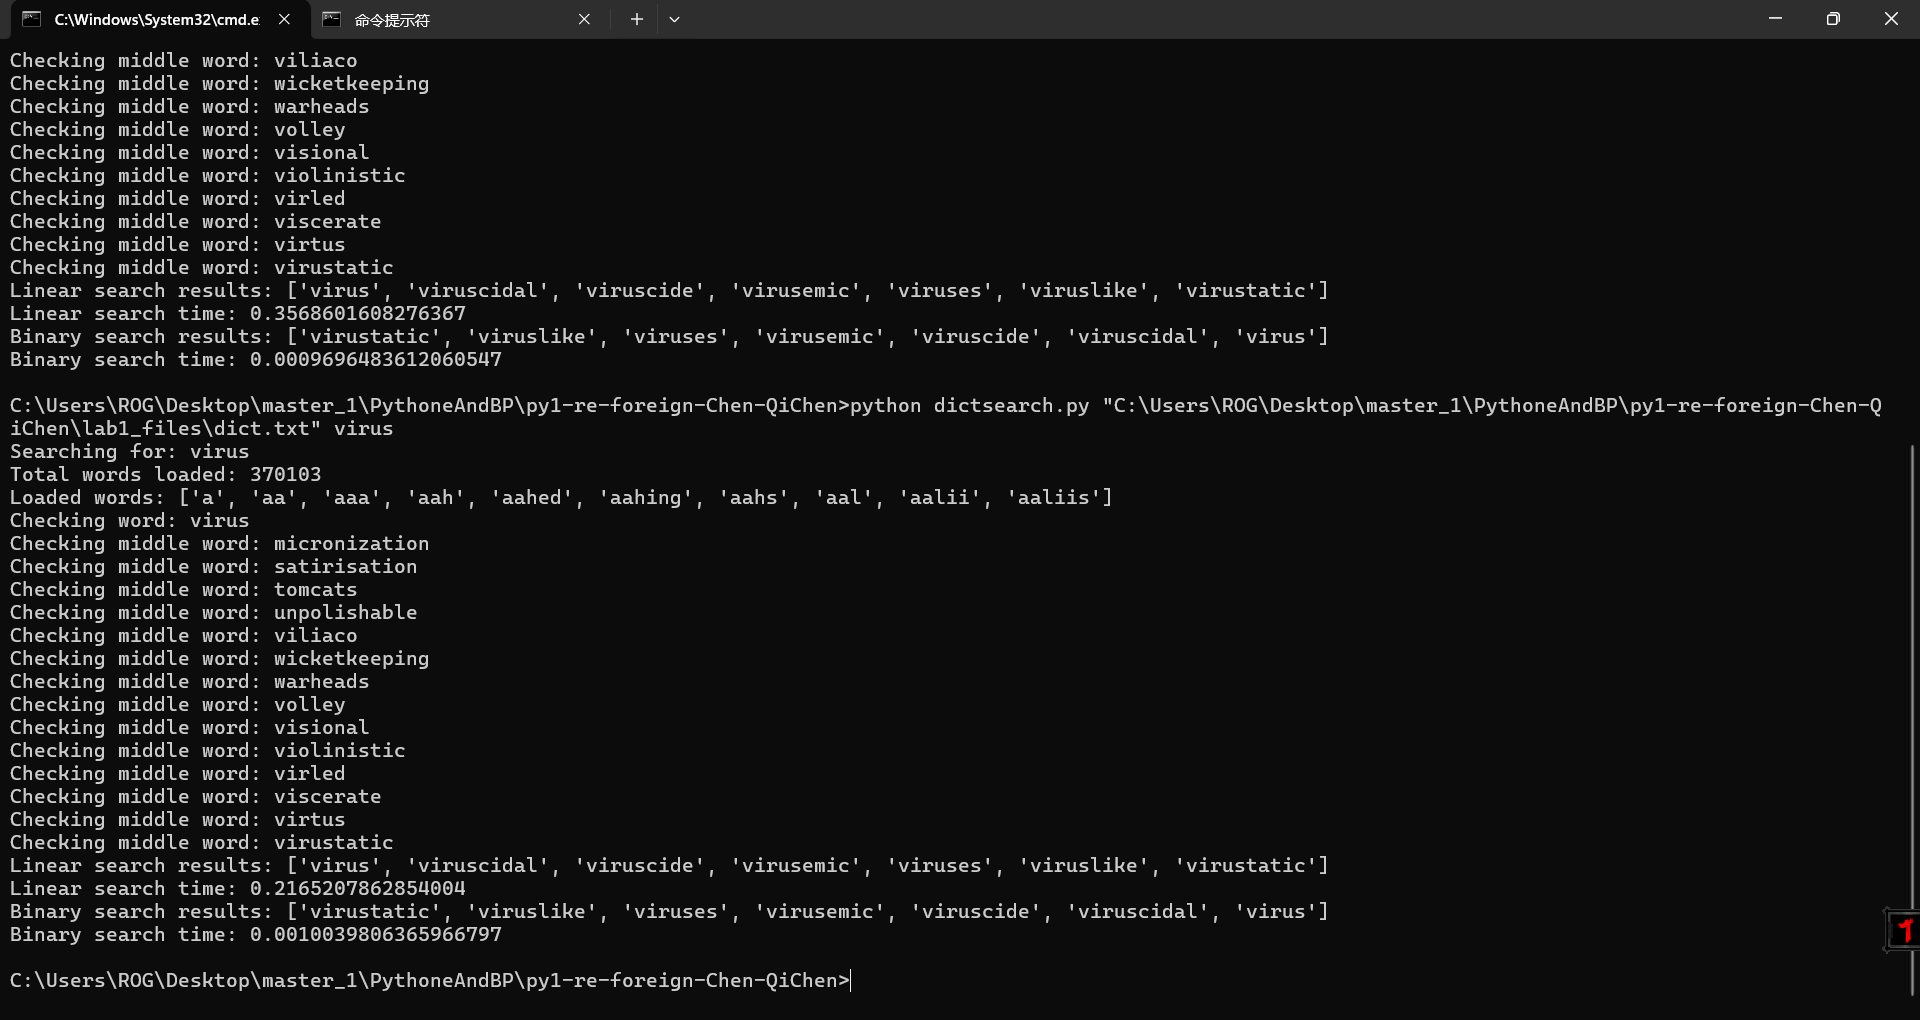 C:\Windows\System32\cmd.e
命令提示符
Checking middle word: viliaco
Checking middle word: wicketkeeping
Checking middle word: warheads
Checking middle word: volley
Checking middle word: visional
Checking middle word: violinistic
Checking middle word: virled
Checking middle word: viscerate
Checking middle word: virtus
Checking middle word: virustatic
Linear search results: ['virus', 'viruscidal', 'viruscide', 'virusemic', 'viruses', 'viruslike', 'virustatic']
Linear search time: 0.3568601608276367
Binary search results: ['virustatic', 'viruslike', 'viruses', 'virusemic', 'viruscide', 'viruscidal', 'virus']
Binary search time: 0.0009696483612060547
C:\Users\ROG\Desktop\master_1\PythoneAndBP\py1-re-foreign-Chen-QiChen>python dictsearch.py "C:\Users\ROG\Desktop\master_1\PythoneAndBP\py1-re-foreign-Chen-Q
iChen\lab1_files\dict.txt" virus
Searching for: virus
Total words loaded: 370103
Loaded words: ['a', 'aa', 'aaa', 'aah', 'aahed', 'aahing', 'aahs', 'aal', 'aalii', 'aaliis']
Checking word: virus
Checking middle word: micronization
Checking middle word: satirisation
Checking middle word: tomcats
Checking middle word: unpolishable
Checking middle word: viliaco
Checking middle word: wicketkeeping
Checking middle word: warheads
Checking middle word: volley
Checking middle word: visional
Checking middle word: violinistic
Checking middle word: virled
Checking middle word: viscerate
Checking middle word: virtus
Checking middle word: virustatic
Linear search results: ['virus', 'viruscidal', 'viruscide', 'virusemic', 'viruses', 'viruslike', 'virustatic']
Linear search time: 0.2165207862854004
Binary search results: ['virustatic', 'viruslike', 'viruses', 'virusemic', 'viruscide', 'viruscidal', 'virus']
Binary search time: 0.0010039806365966797
C:\Users\ROG\Desktop\master_1\PythoneAndBP\py1-re-foreign-Chen-QiChen>